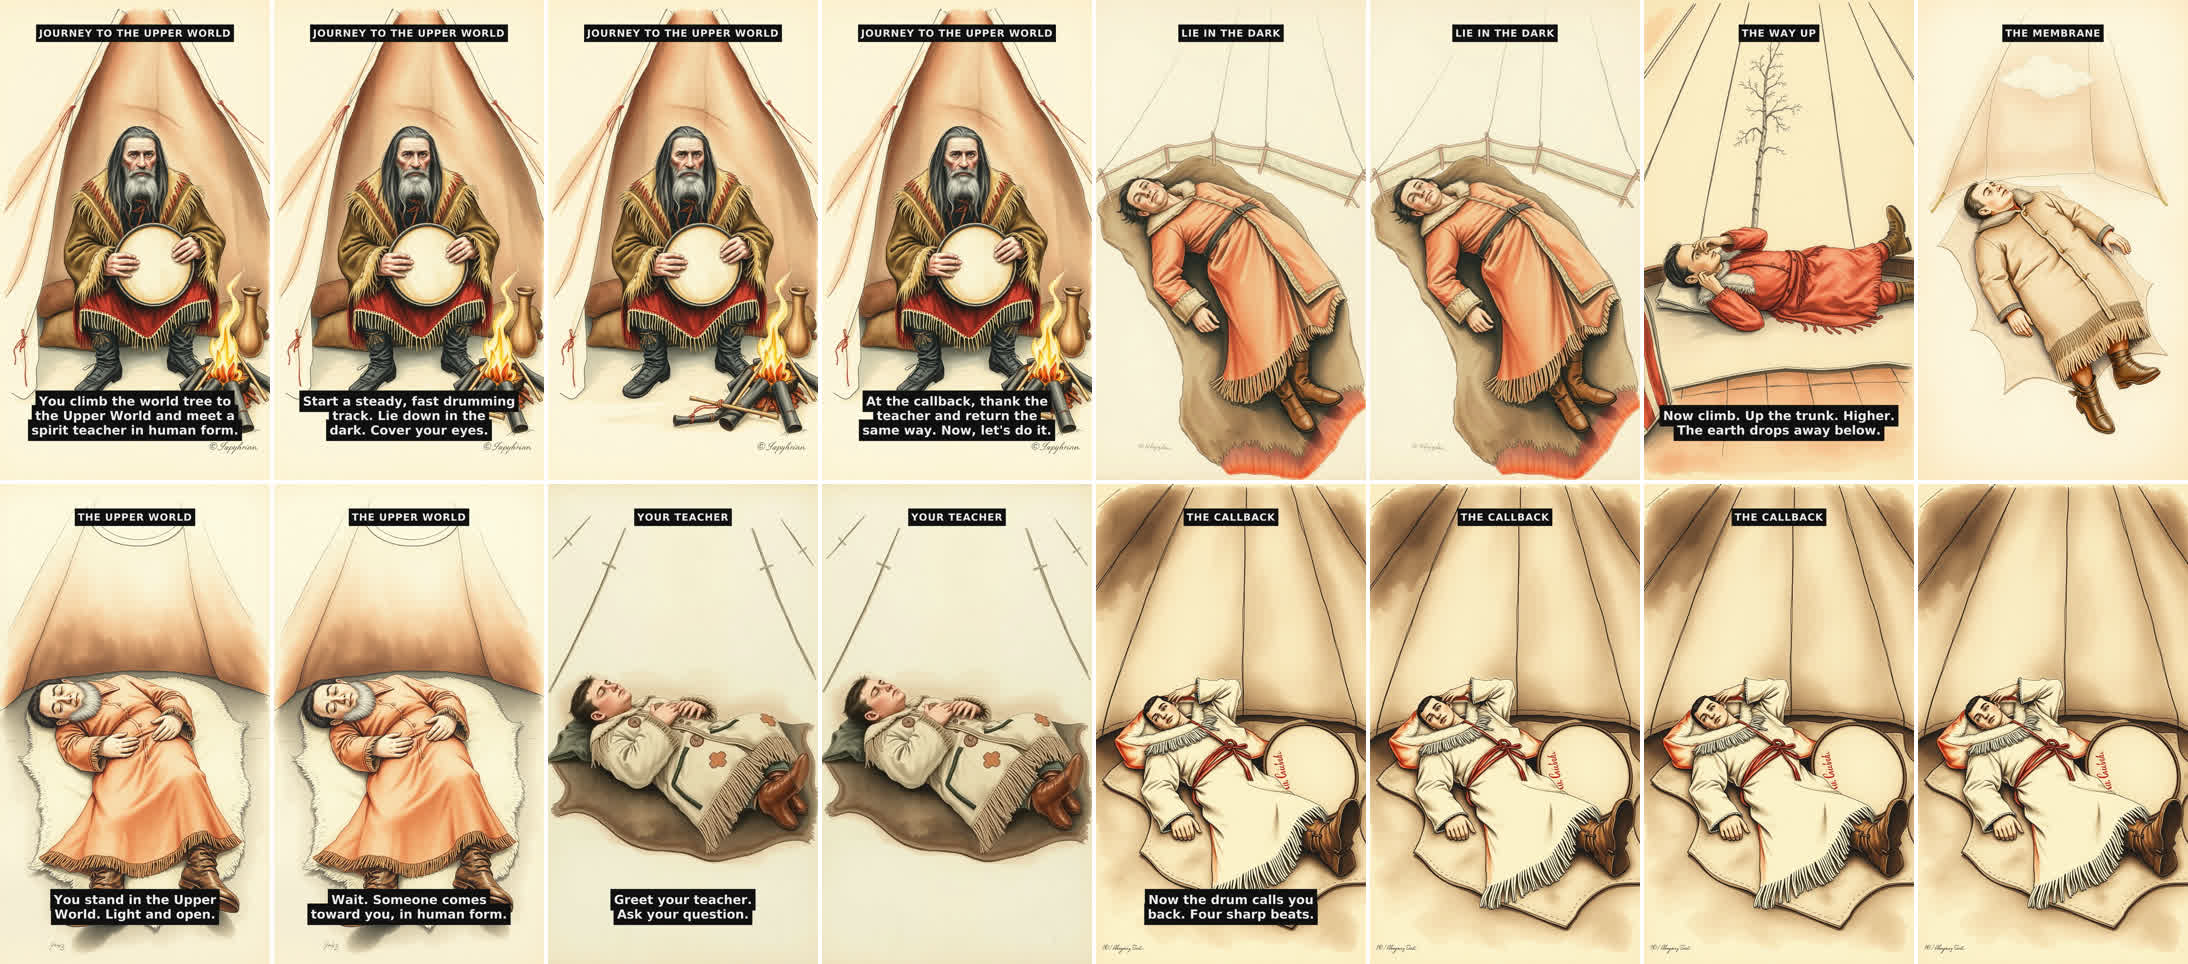 JOURNEY TO THE UPPER WORLD
You climb the world tree to
the Upper World and meet a
spirit teacher in human form.
JOURNEY TO THE UPPER WORLD
Start a steady, fast drumming
track. Lie down in the
dark. Cover your eyes.
JOURNEY TO THE UPPER WORLD
JOURNEY TO THE UPPER WORLD
At the callback, thank the
teacher and return the
same way. Now, let's do it.
LIE IN THE DARK
LIE IN THE DARK
THE WAY UP
Now climb. Up the trunk. Higher.
The earth drops away below.
THE MEMBRANE
THE UPPER WORLD
You stand in the Upper
World. Light and open.
THE UPPER WORLD
Wait. Someone comes
toward you, in human form.
YOUR TEACHER
Greet your teacher.
Ask your question.
YOUR TEACHER
THE CALLBACK
Now the drum calls you
back. Four sharp beats.
THE CALLBACK
THE CALLBACK